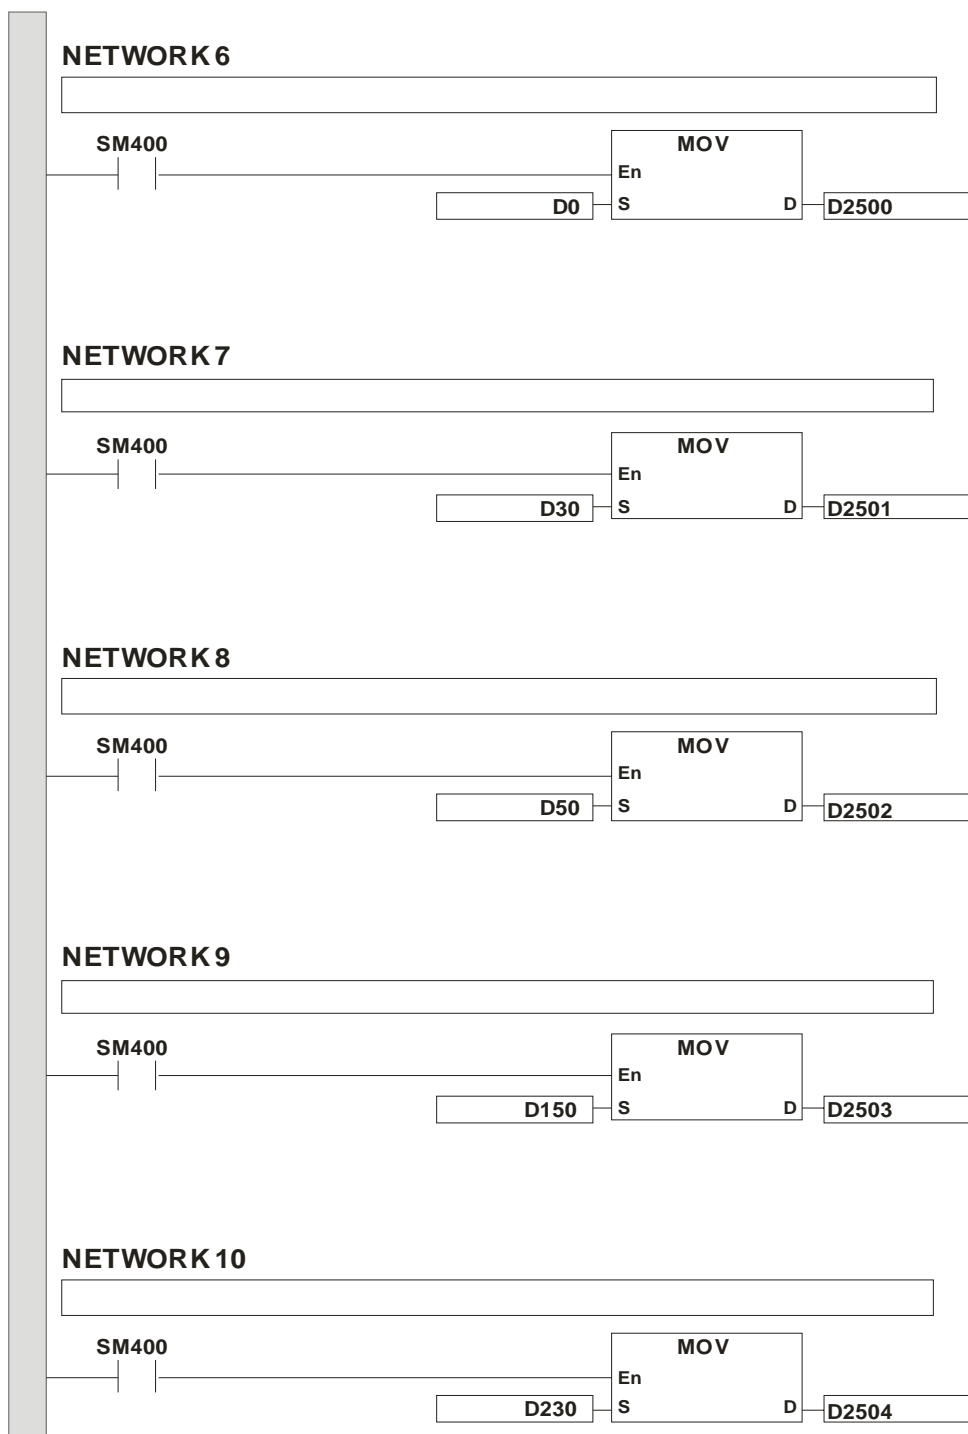 NETWORK 6
SM400
MOV
En
D0 S D D2500
NETWORK 7
SM400
MOV
En
D30 S D D2501
NETWORK 8
SM400
MOV
En
D50 S D D2502
NETWORK 9
SM400
MOV
En
D150 S D D2503
NETWORK 10
SM400
MOV
En
D230 S D D2504